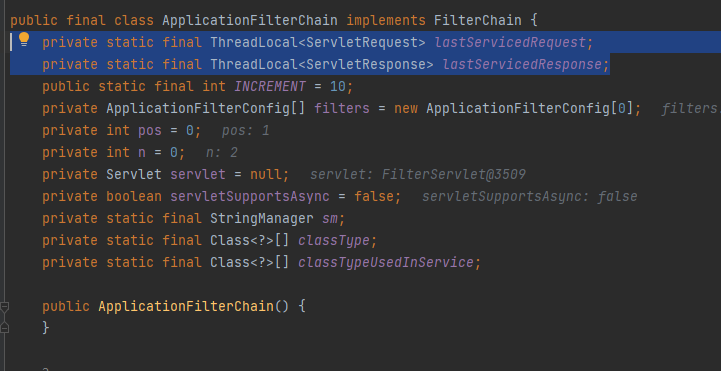 public final class ApplicationFilterChain implements FilterChain {
private static final ThreadLocal<ServletRequest> lastServicedRequest;
private static final ThreadLocal<ServletResponse> lastServicedResponse;
public static final int INCREMENT = 10;
private ApplicationFilterConfig[] filters = new ApplicationFilterConfig[0]; filters:
private int pos = 0; pos: 1
private int n = 0; n: 2
private Servlet servlet = null; servlet: FilterServlet@3509
private boolean servletSupportsAsync = false; servletSupportsAsync: false
private static final StringManager sm;
private static final Class<?>[] classType;
private static final Class<?>[] classTypeUsedInService;
public ApplicationFilterChain() {
}